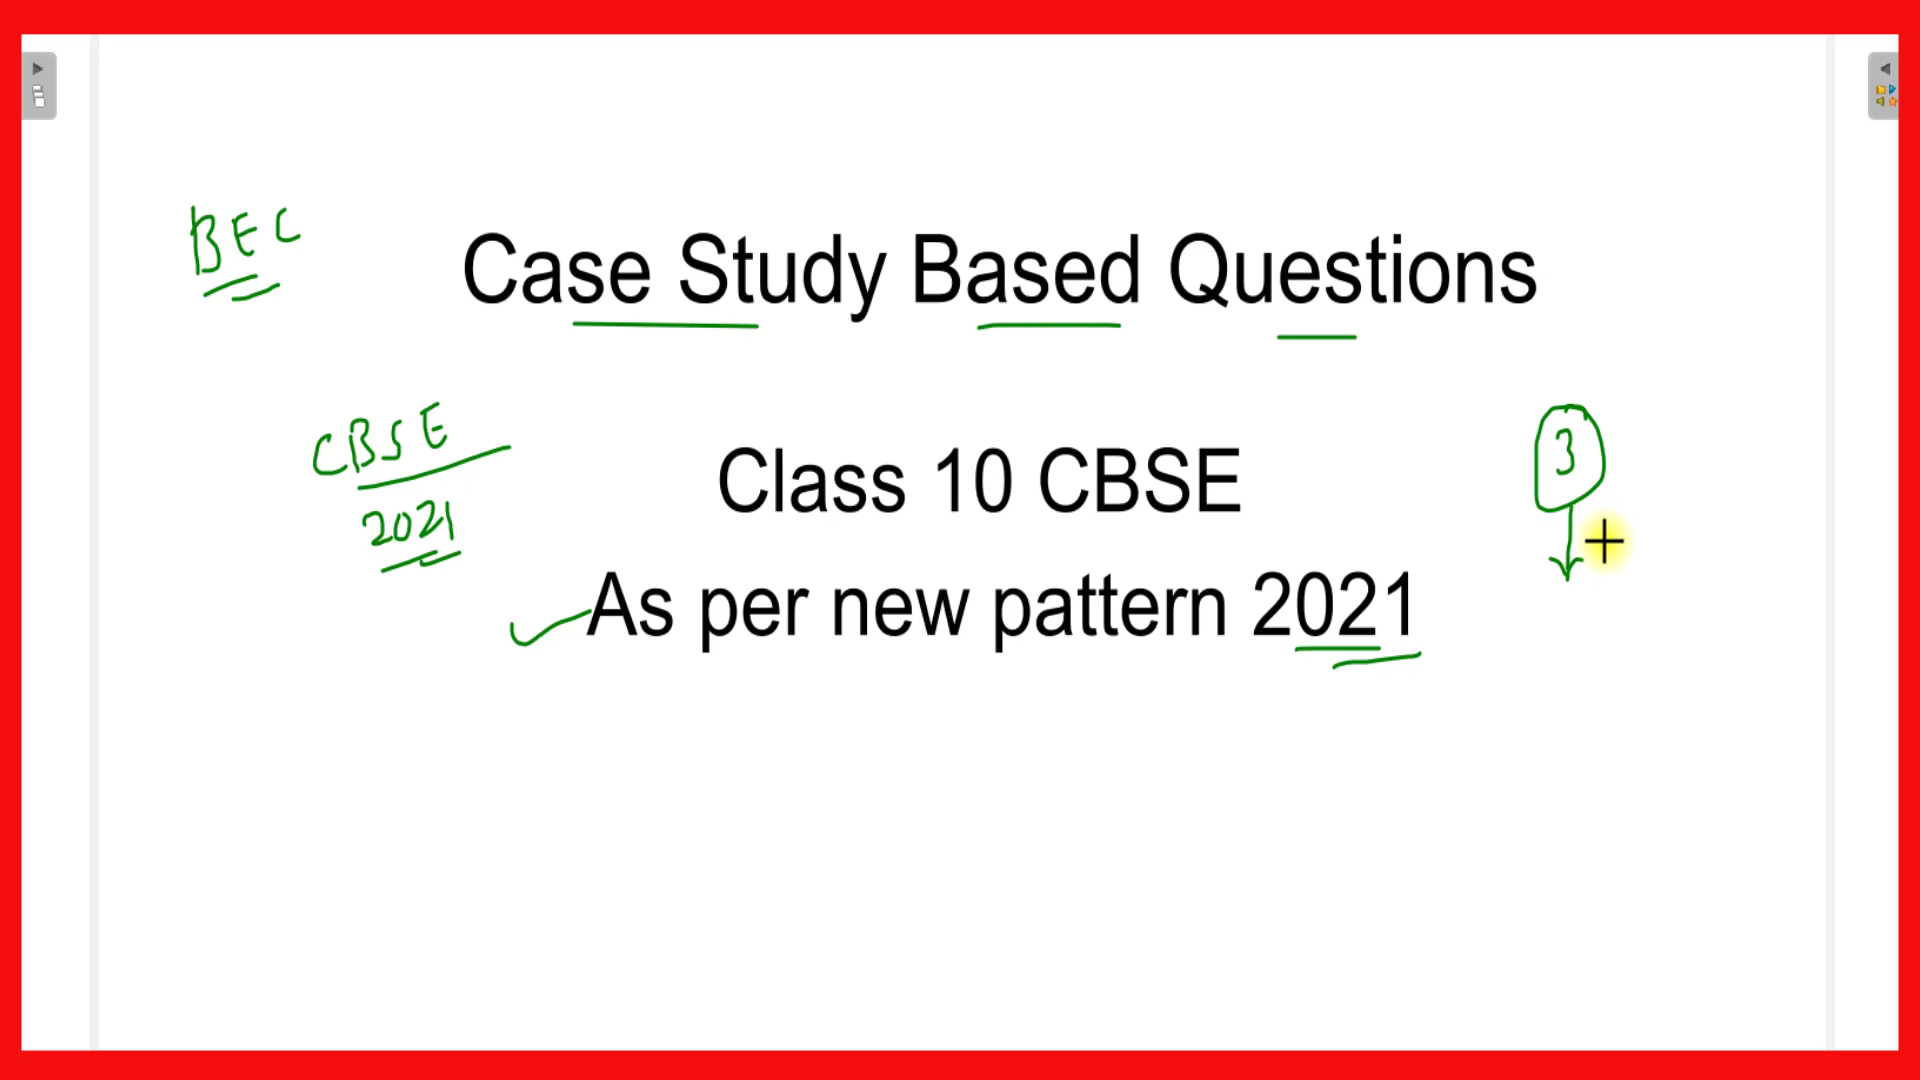 BEC
Case Study Based Questions
CBSE
2021
Class 10 CBSE
3
As per new pattern 2021